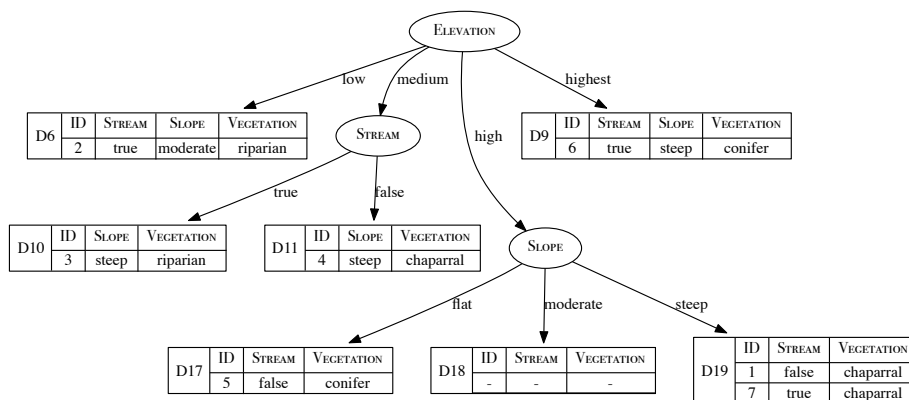 ELEVATION
low
medium
high
highest
D6
ID STREAM SLOPE VEGETATION
2 true moderate riparian
STREAM
D9
ID STREAM SLOPE VEGETATION
6 true steep conifer
true
false
D10
ID SLOPE VEGETATION
3 steep riparian
D11
ID SLOPE VEGETATION
4 steep chaparral
SLOPE
flat
moderate
steep
D17
ID STREAM VEGETATION
5 false conifer
D18
ID STREAM VEGETATION
- - -
D19
ID STREAM VEGETATION
1 false chaparral
7 true chaparral